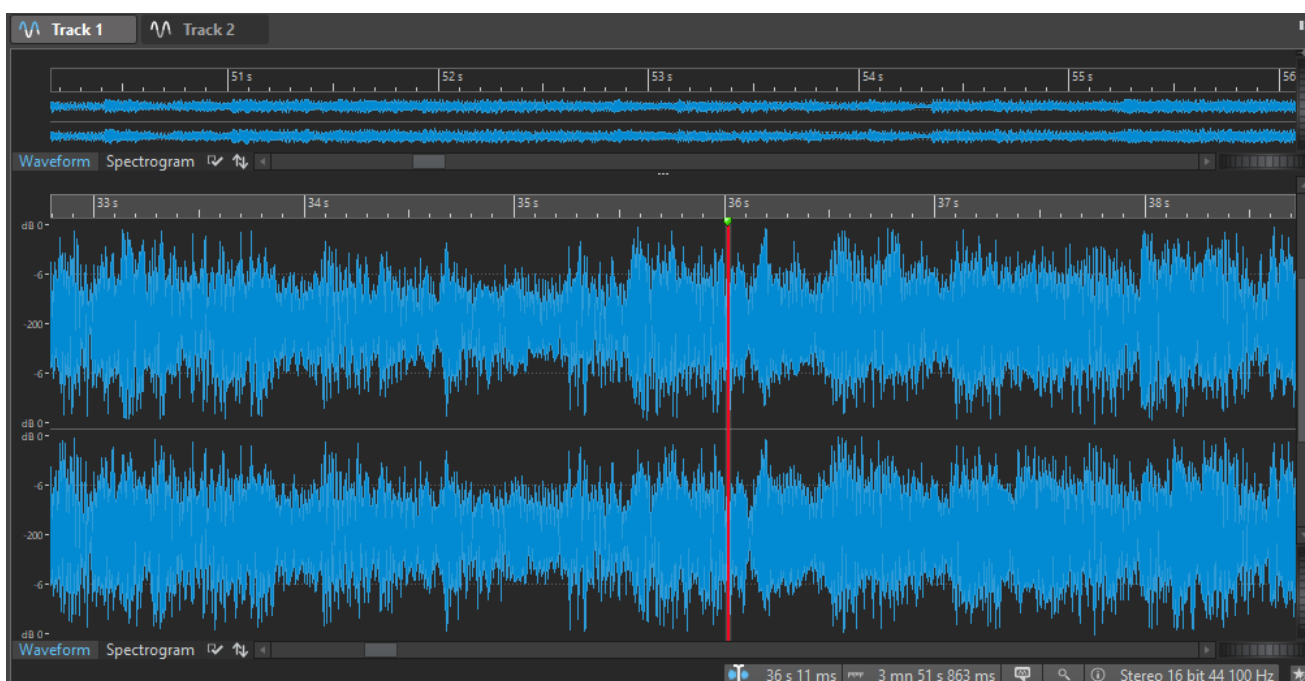 Track 1 Track 2
51 s 52 s 53 s 54 s 55 s 56
Waveform Spectrogram
33 s 34 s 35 s 36 s 37 s 38 s
dB 0-
-6-
-200-
-6-
dB 0-
dB 0-
-6-
-200-
-6-
dB 0-
Waveform Spectrogram
36 s 11 ms 3 mn 51 s 863 ms Stereo 16 bit 44 100 Hz